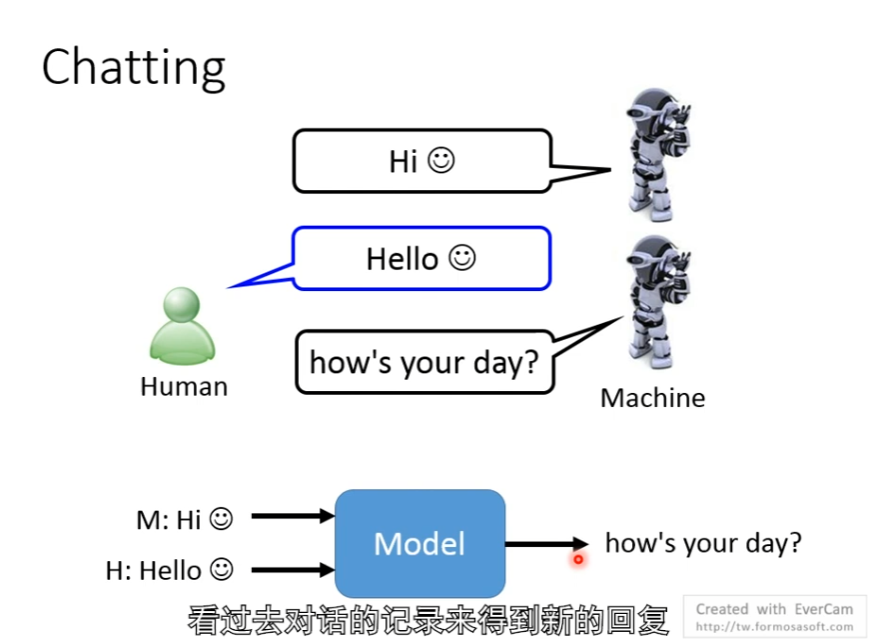 Chatting
Hi ☺
Hello ☺
how's your day?
Human
Machine
M: Hi ☺
H: Hello ☺
Model
how's your day?
看过去对话的记录来得到新的回复
Created with EverCam
http://tw.formosasoft.com